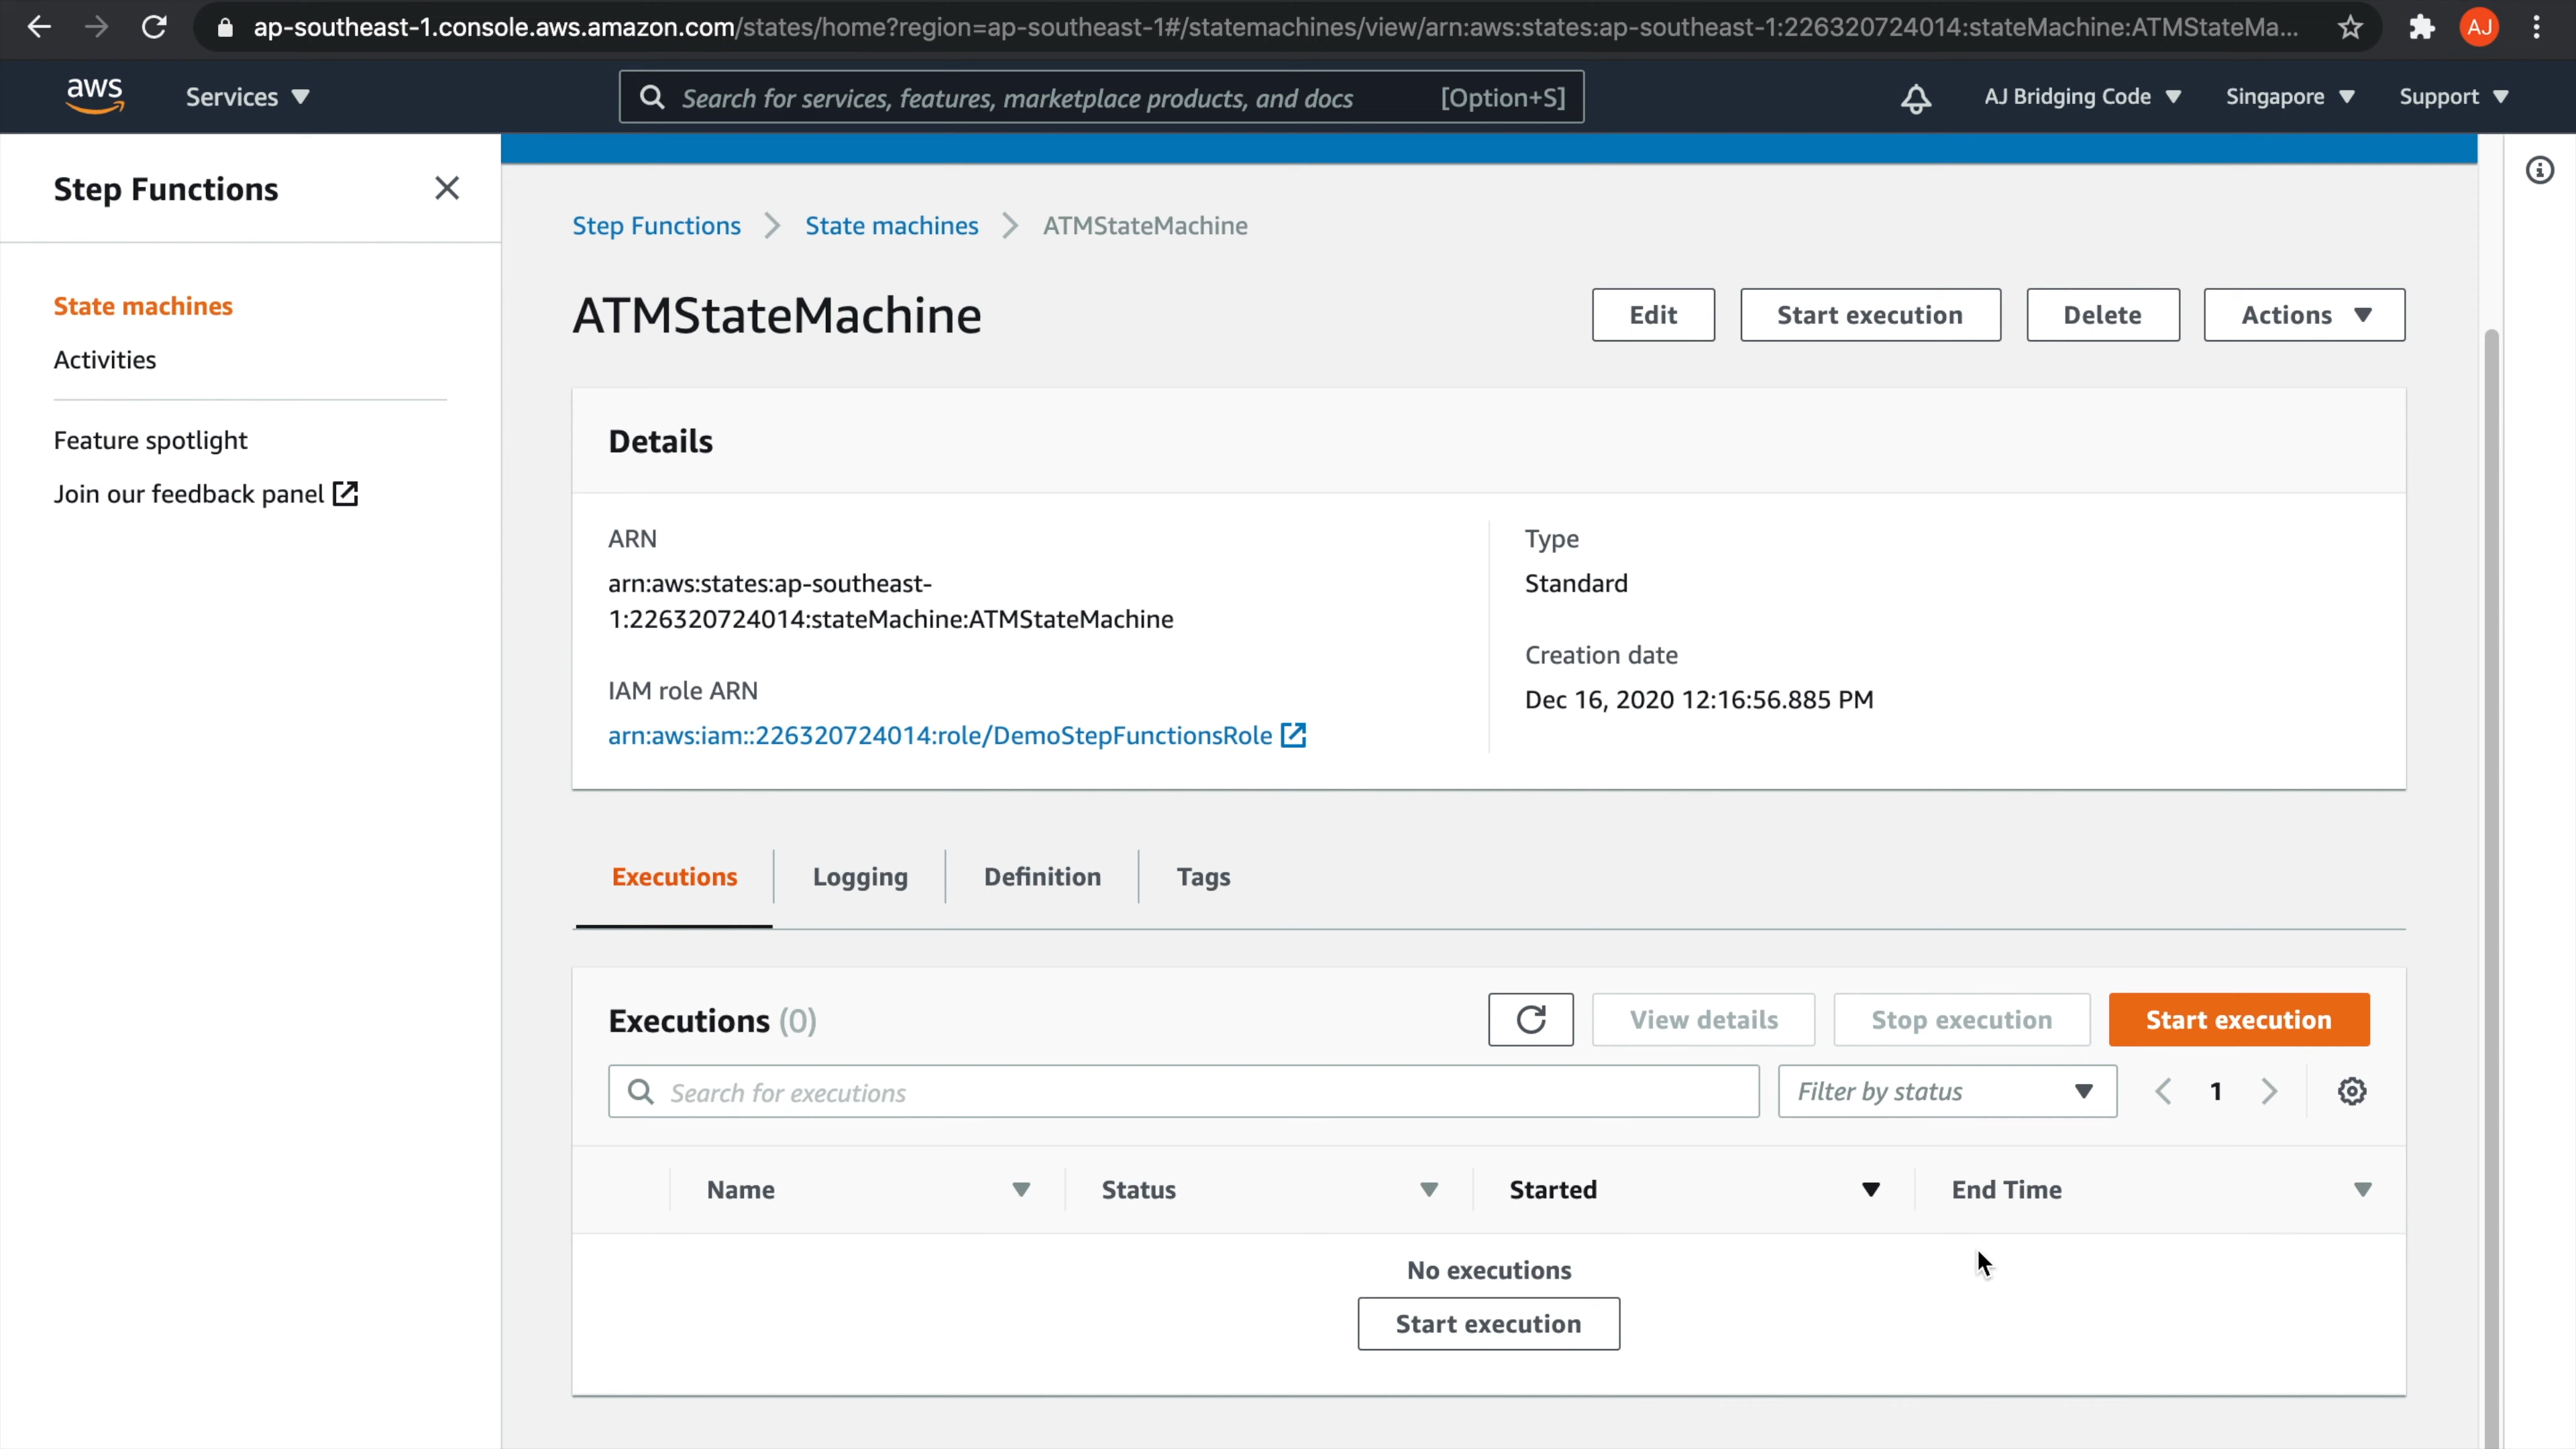 ap-southeast-1.console.aws.amazon.com/states/home?region=ap-southeast-1#/statemachines/view/arn:aws:states:ap-southeast-1:226320724014:stateMachine:ATMStateMa...
AJ
aws
Services
Search for services, features, marketplace products, and docs
[Option+S]
AJ Bridging Code
Singapore
Support
Step Functions
State machines
Activities
Feature spotlight
Join our feedback panel
Step Functions
State machines
ATMStateMachine
ATMStateMachine
Edit
Start execution
Delete
Actions
Details
ARN
arn:aws:states:ap-southeast-
1:226320724014:stateMachine:ATMStateMachine
IAM role ARN
arn:aws:iam::226320724014:role/DemoStepFunctionsRole
Type
Standard
Creation date
Dec 16, 2020 12:16:56.885 PM
Executions
Logging
Definition
Tags
Executions (0)
View details
Stop execution
Start execution
Search for executions
Filter by status
1
Name
Status
Started
End Time
No executions
Start execution